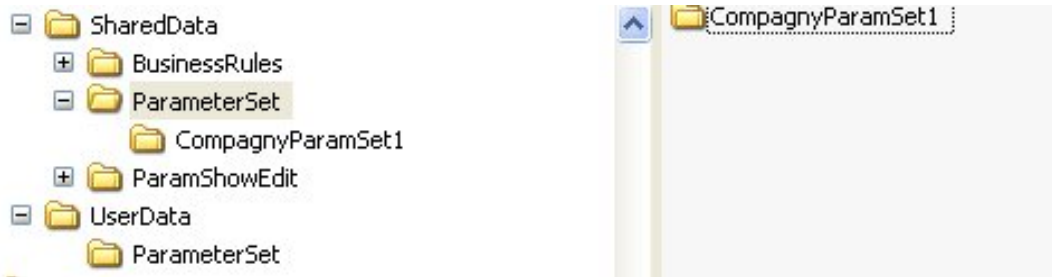 SharedData
BusinessRules
ParameterSet
CompagnyParamSet1
ParamShowEdit
UserData
ParameterSet
CompagnyParamSet1